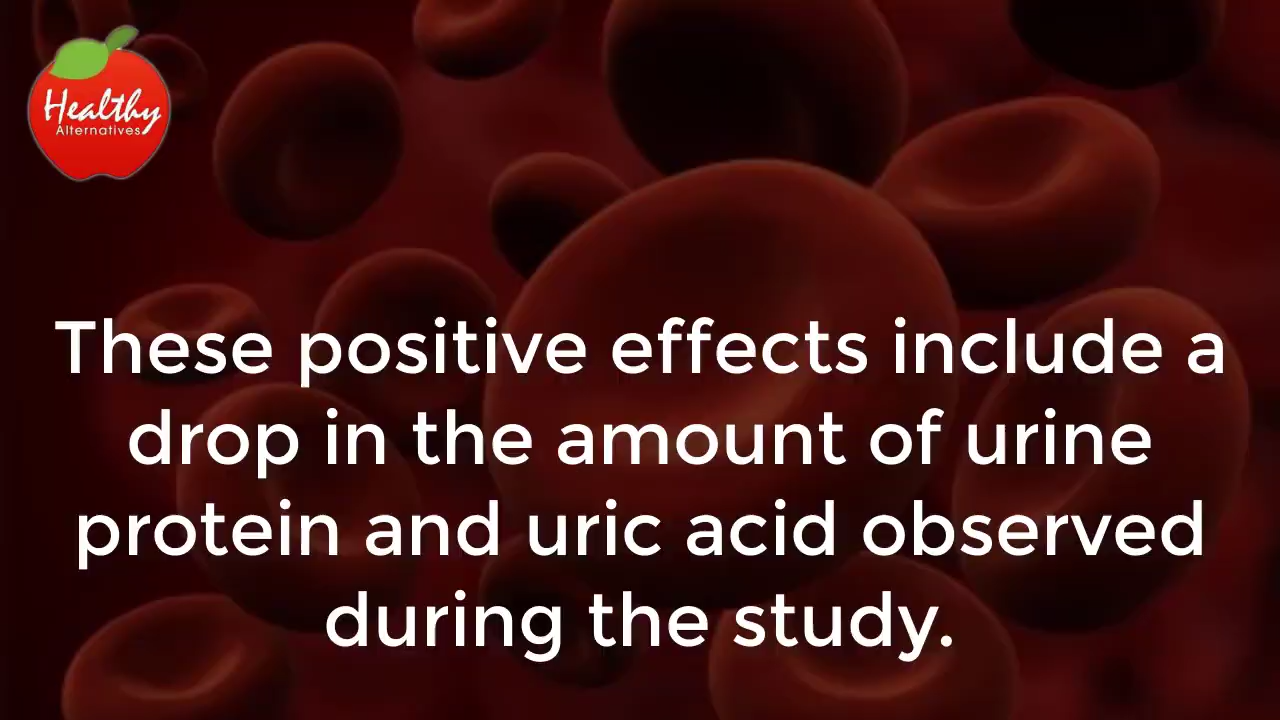 Healthy
Alternatives
These positive effects include a
drop in the amount of urine
protein and uric acid observed
during the study.